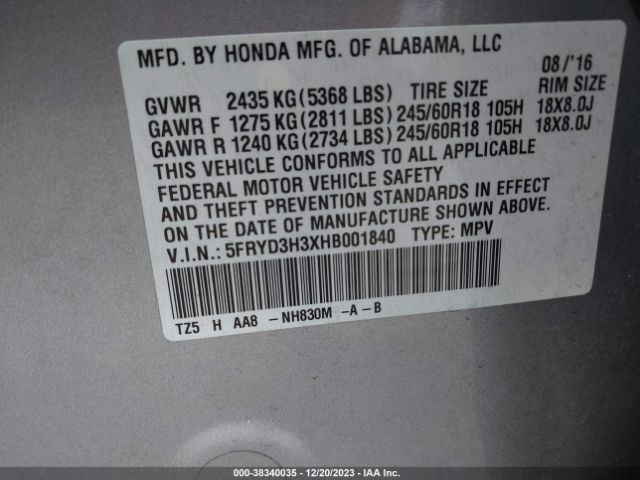 MFD. BY HONDA MFG. OF ALABAMA, LLC
08/'16
GVWR 2435 KG(5368 LBS) TIRE SIZE RIM SIZE
GAWR F 1275 KG(2811 LBS)245/60R18 105H 18X8.0J
GAWR R 1240 KG(2734 LBS)245/60R18 105H 18X8.0J
THIS VEHICLE CONFORMS TO ALL APPLICABLE
FEDERAL MOTOR VEHICLE SAFETY
AND THEFT PREVENTION STANDARDS IN EFFECT
ON THE DATE OF MANUFACTURE SHOWN ABOVE.
V.I.N.: 5FRYD3H3XHB001840 TYPE: MPV
TZ5 H AA8 -NH830M -A -B
000-38340035 - 12/20/2023 - IAA Inc.